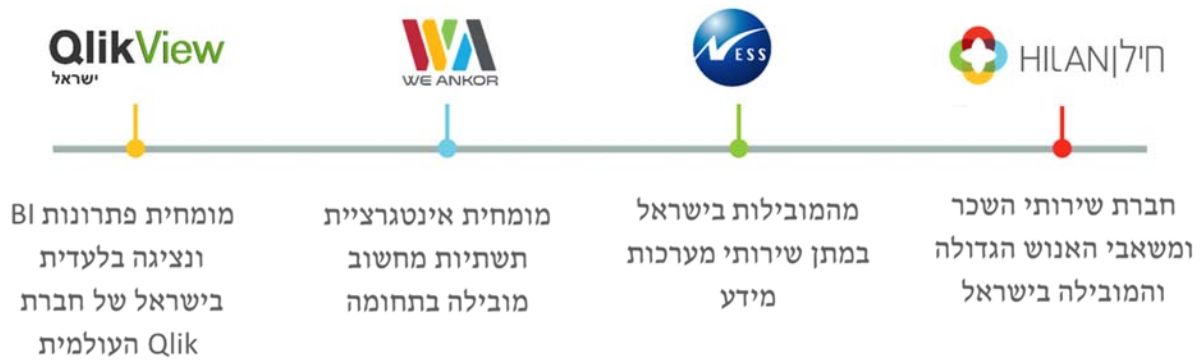 חילן|HILAN
NESS
WE ANKOR
QlikView
ישראל
חברת שירותי השכר
ומשאבי האנוש הגדולה
והמובילה בישראל
מהמובילות בישראל
במתן שירותי מערכות
מידע
מומחית אינטגרציית
תשתיות מחשוב
מובילה בתחומה
מומחית פתרונות BI
ונציגה בלעדית
בישראל של חברת
Qlik העולמית